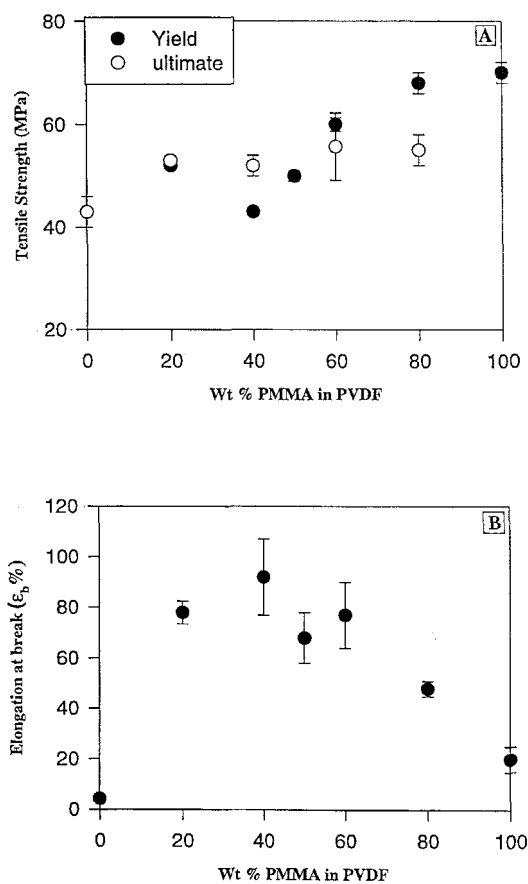 A
Yield
ultimate
80
60
40
20
Tensile Strength (MPa)
0 20 40 60 80 100
Wt % PMMA in PVDF
B
120
100
80
60
40
20
0
Elongation at break (εb %)
0 20 40 60 80 100
Wt % PMMA in PVDF